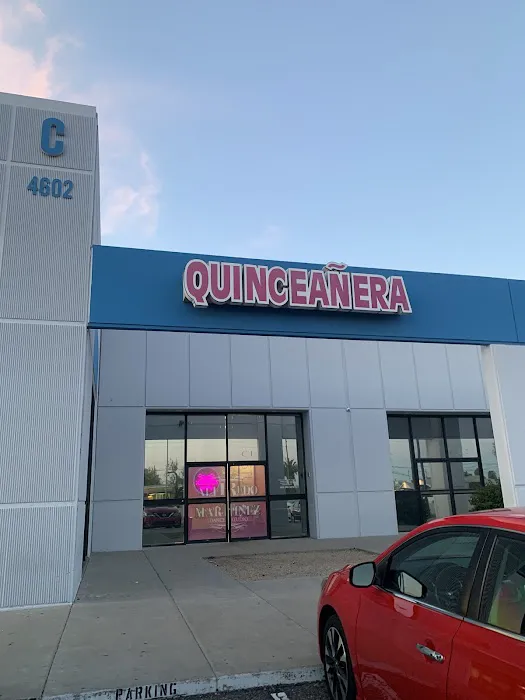 C
4602
QUINCEAÑERA
MARTINEZ
PARKING